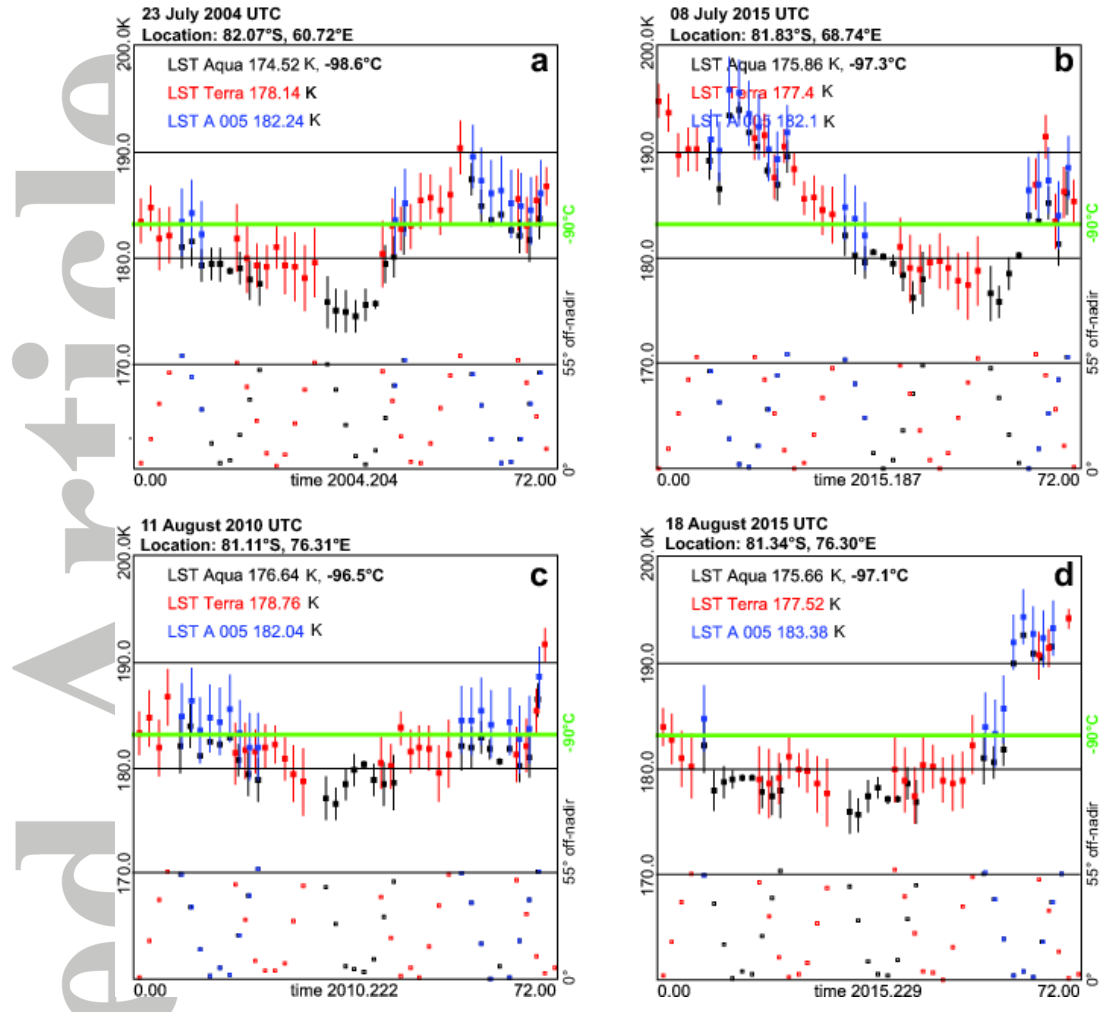 ed Article
23 July 2004 UTC
Location: 82.07°S, 60.72°E
a
LST Aqua 174.52 K, -98.6°C
LST Terra 178.14 K
LST A 005 182.24 K
200.0K
190.0
180.0
170.0
-90°C
55° off-nadir
0°
0.00
time 2004.204
72.00
08 July 2015 UTC
Location: 81.83°S, 68.74°E
b
LST Aqua 175.86 K, -97.3°C
LST Terra 177.4 K
LST A 005 182.1 K
200.0K
190.0
180.0
170.0
-90°C
55° off-nadir
0°
0.00
time 2015.187
72.00
11 August 2010 UTC
Location: 81.11°S, 76.31°E
c
LST Aqua 176.64 K, -96.5°C
LST Terra 178.76 K
LST A 005 182.04 K
200.0K
190.0
180.0
170.0
-90°C
55° off-nadir
0°
0.00
time 2010.222
72.00
18 August 2015 UTC
Location: 81.34°S, 76.30°E
d
LST Aqua 175.66 K, -97.1°C
LST Terra 177.52 K
LST A 005 183.38 K
200.0K
190.0
180.0
170.0
-90°C
55° off-nadir
0°
0.00
time 2015.229
72.00